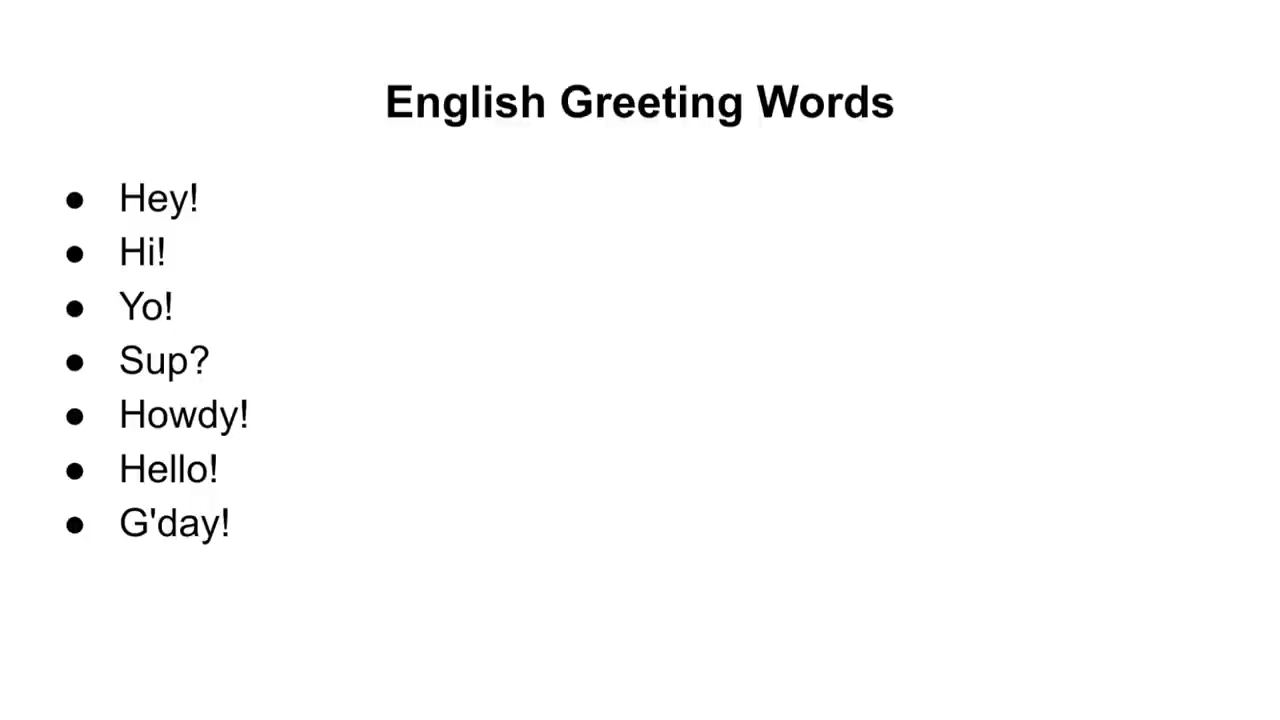 English Greeting Words
● Hey!
● Hi!
● Yo!
● Sup?
● Howdy!
● Hello!
● G'day!